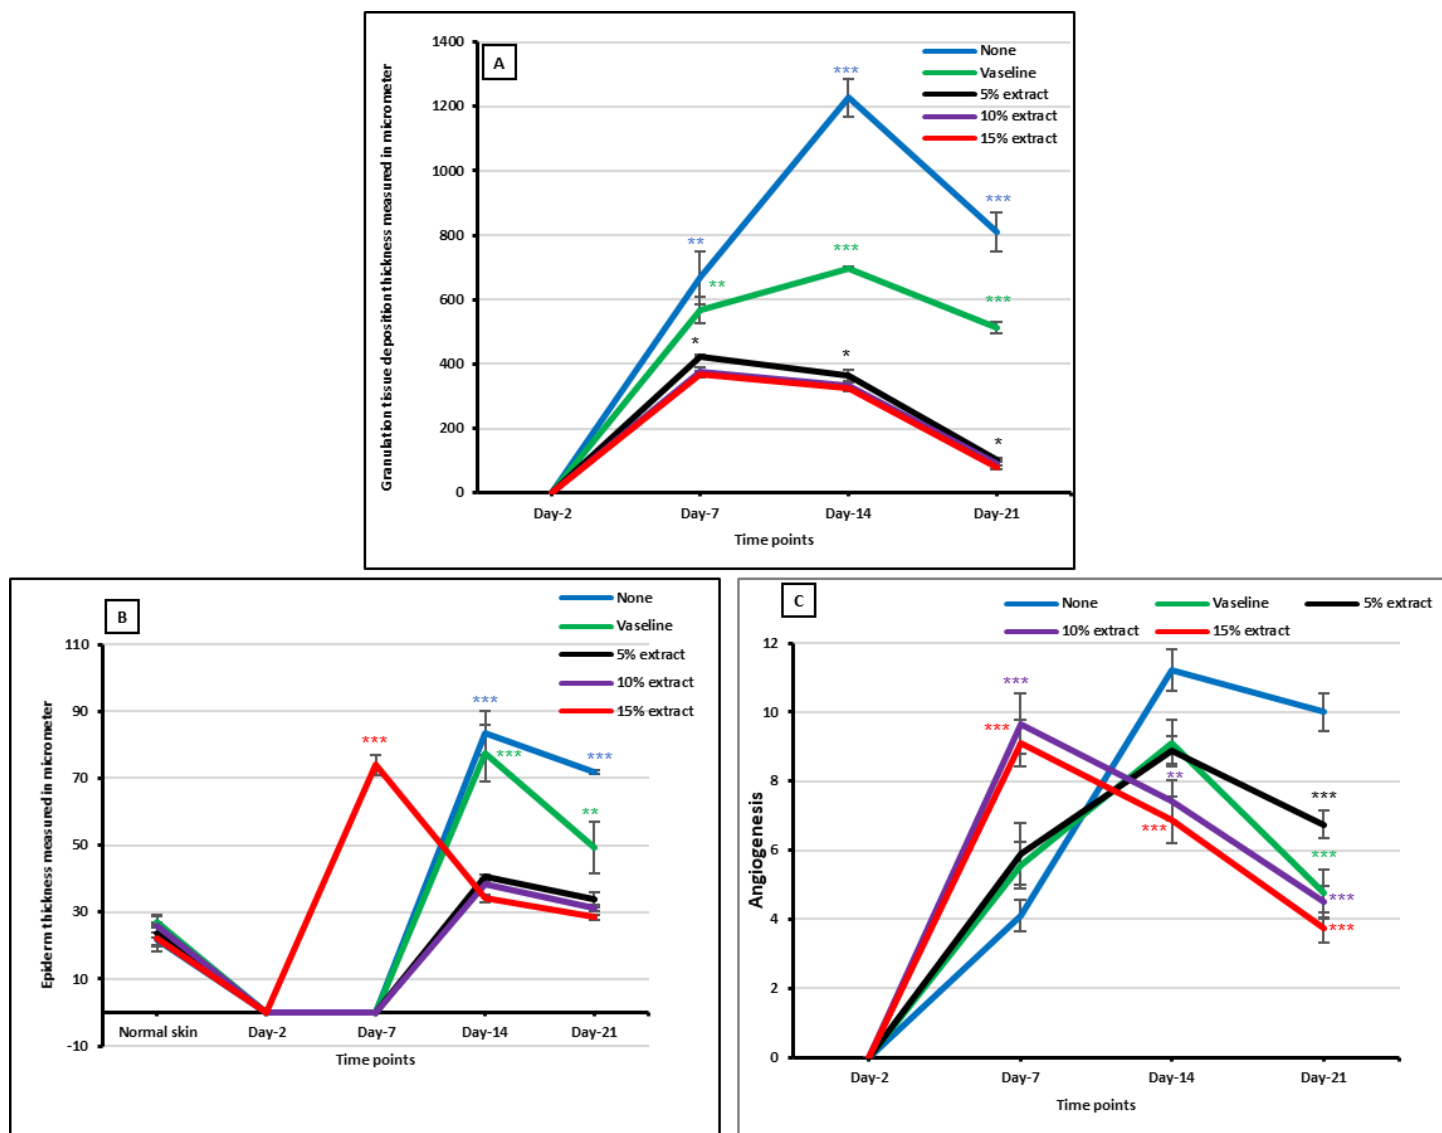 A
None
Vaseline
5% extract
10% extract
15% extract
Granulation tissue deposition thickness measured in micrometer
1400
1200
1000
800
600
400
200
0
***
***
**
***
**
***
*
*
*
Day-2 Day-7 Day-14 Day-21
Time points
B
None
Vaseline
5% extract
10% extract
15% extract
Epiderm thickness measured in micrometer
110
90
70
50
30
10
-10
***
***
***
***
**
Normal skin Day-2 Day-7 Day-14 Day-21
Time points
C
None Vaseline 5% extract
10% extract 15% extract
Angiogenesis
12
10
8
6
4
2
0
***
***
**
***
***
***
***
***
Day-2 Day-7 Day-14 Day-21
Time points